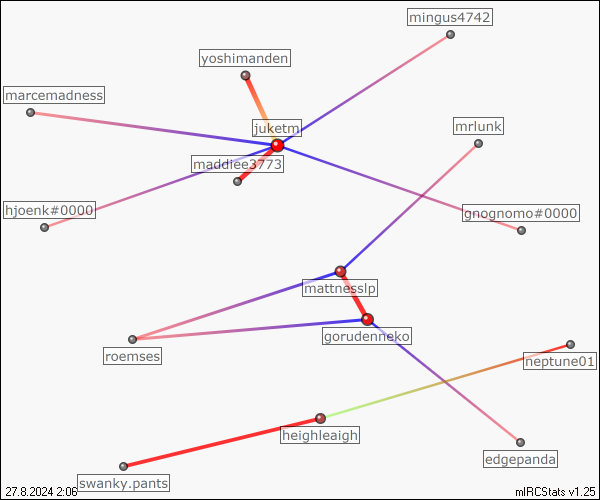 mingus4742
yoshimanden
marcemadness
juketm
mrlunk
maddiee3773
hjoenk#0000
gnognomo#0000
mattnesslp
gorudenneko
roemses
neptune01
heighleaigh
edgepanda
swanky.pants
27.8.2024 2:06
mIRCStats v1.25